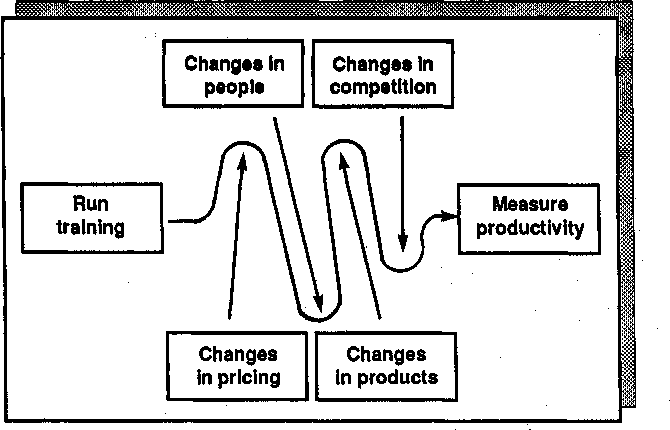 Changes in
people
Changes in
competition
Run
training
Measure
productivity
Changes
in pricing
Changes
in products